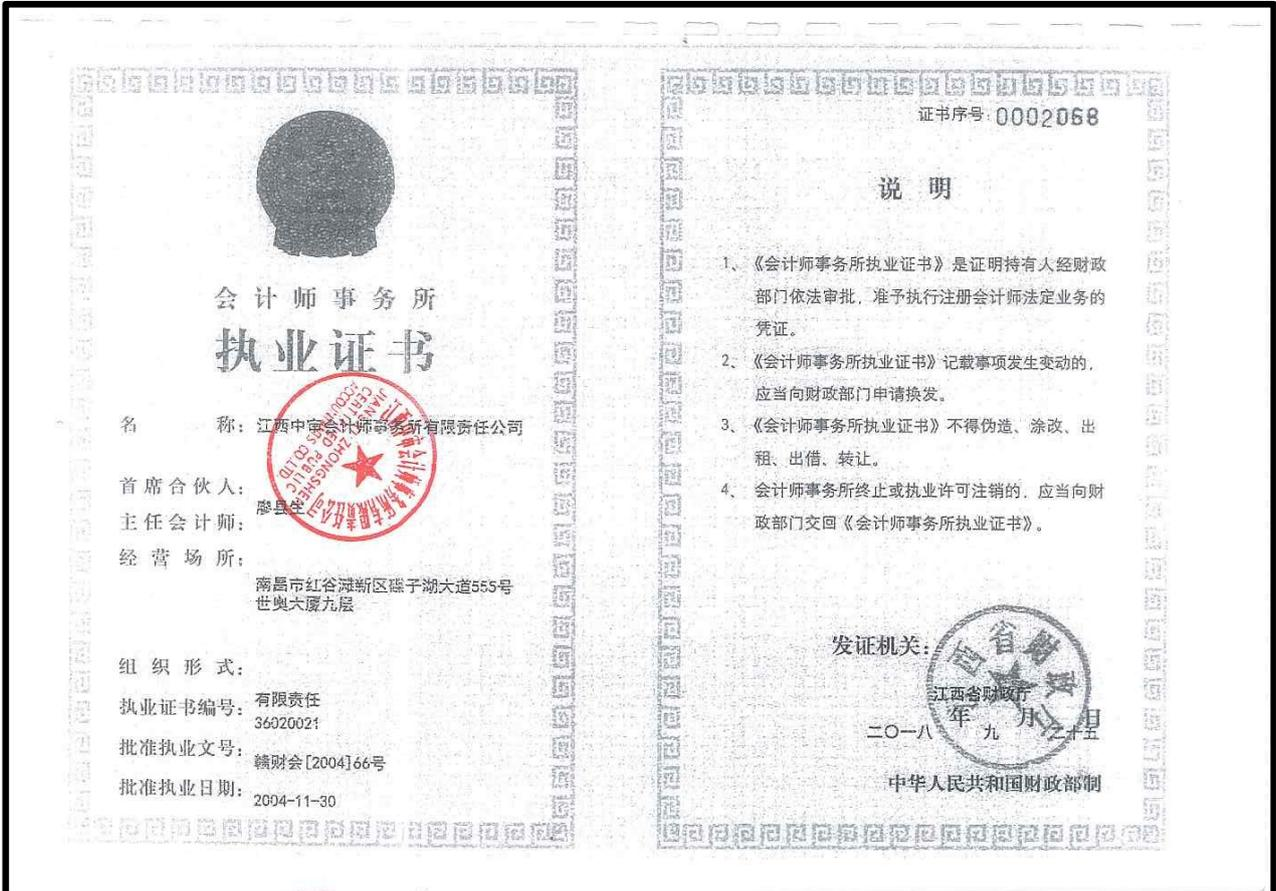 会计师事务所
执业证书
名 称：江西中审会计师事务所有限责任公司
首席合伙人：
主任会计师：
廖县生
经 营 场 所：
南昌市红谷滩新区碟子湖大道555号
世奥大厦九层
组 织 形 式：
有限责任
执业证书编号：
36020021
批准执业文号：
赣财会[2004]66号
批准执业日期：
2004-11-30
证书序号：0002068
说 明
1、《会计师事务所执业证书》是证明持有人经财政
部门依法审批，准予执行注册会计师法定业务的
凭证。
2、《会计师事务所执业证书》记载事项发生变动的，
应当向财政部门申请换发。
3、《会计师事务所执业证书》不得伪造、涂改、出
租、出借、转让。
4、会计师事务所终止或执业许可注销的，应当向财
政部门交回《会计师事务所执业证书》。
发证机关：
江西省财政厅
年 月 日
二〇一八 九 二十五
中华人民共和国财政部制
JIANGXI ZHONGSHEN
CERTIFIED PUBLIC
ACCOUNTANGS CO.LTD